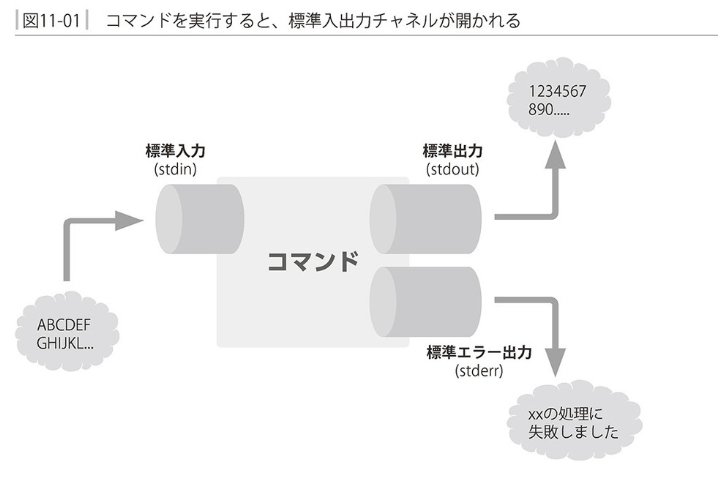 図11-01 コマンドを実行すると、標準入出力チャネルが開かれる
1234567
890.....
標準入力
(stdin)
標準出力
(stdout)
コマンド
ABCDEF
GHIJKL...
標準エラー出力
(stderr)
xxの処理に
失敗しました